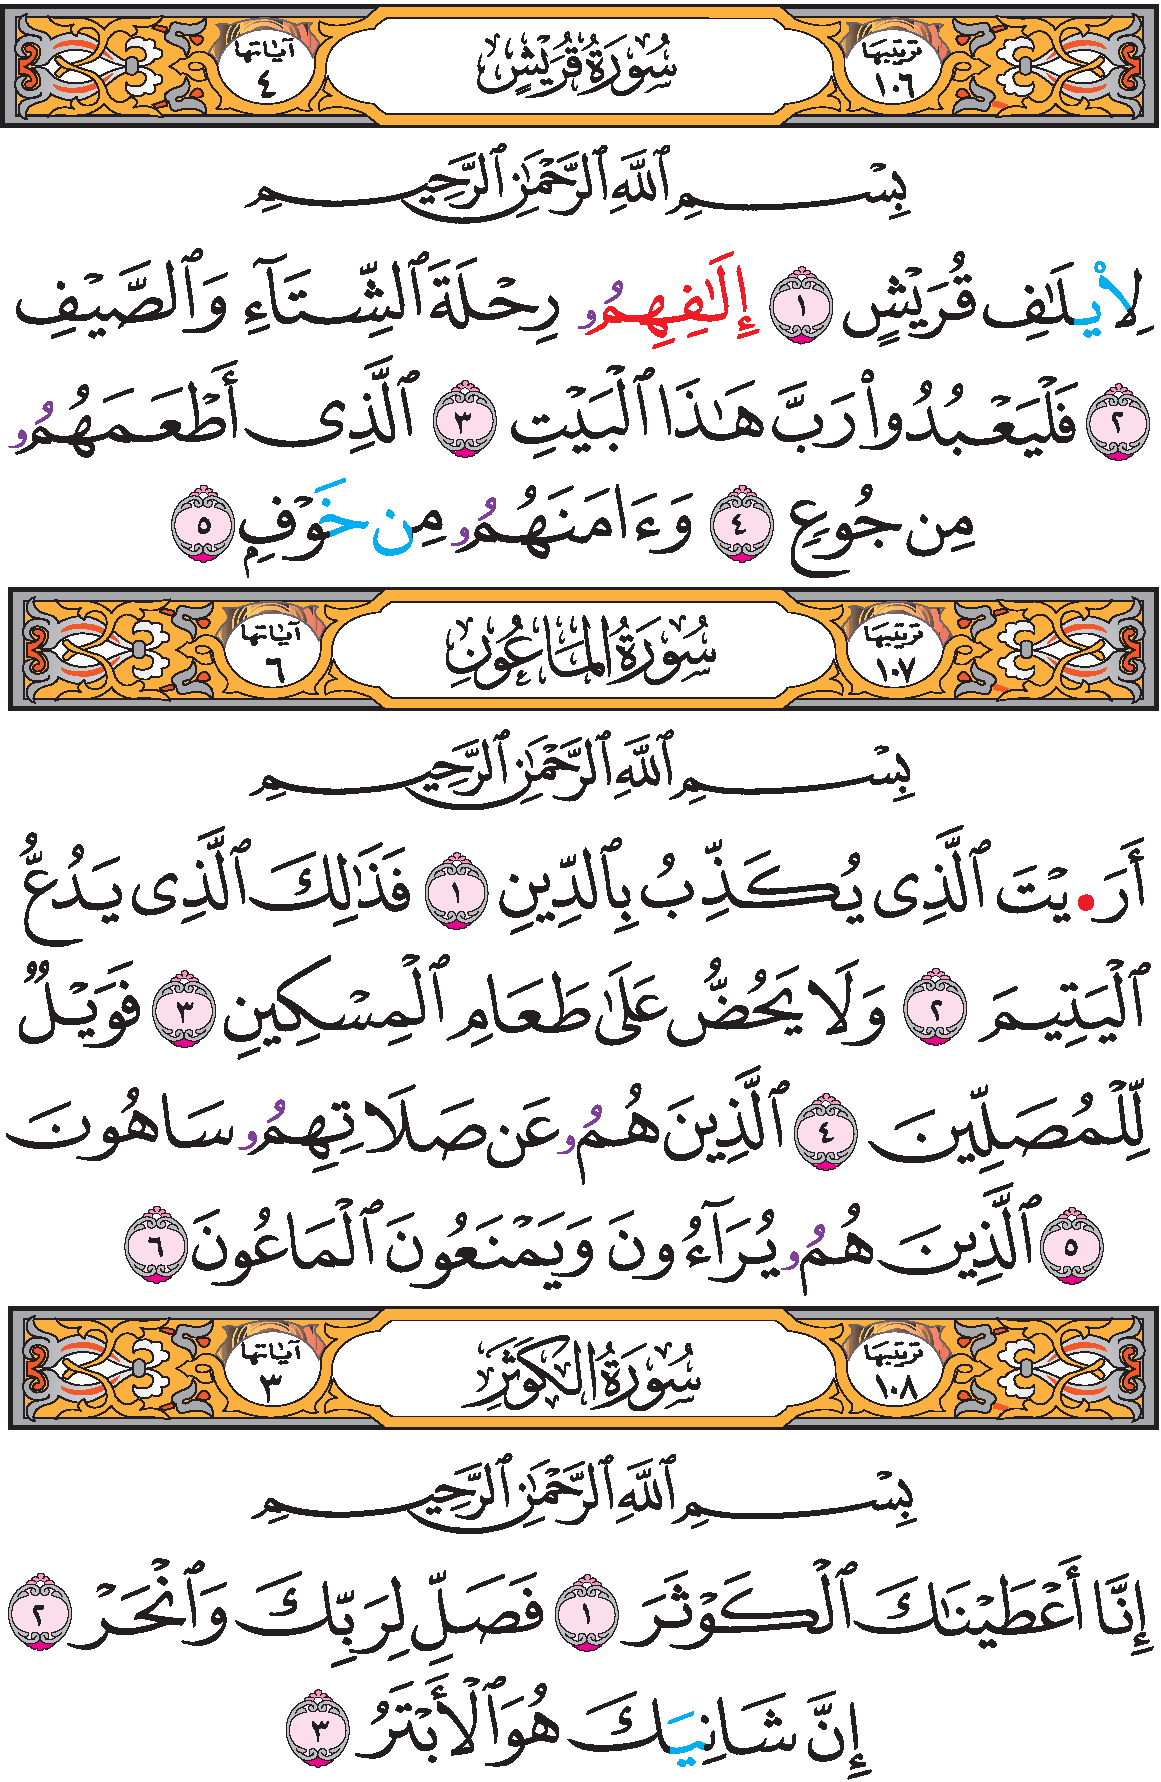 ترتيبها ١٠٦ سُورَةُ قُرَيْشٍ آياتها ٤
بِسْمِ ٱللَّهِ ٱلرَّحْمَٰنِ ٱلرَّحِيمِ
لِيْلَٰفِ قُرَيْشٍ ١ إِلَٰفِهِمُۥ رِحْلَةَ ٱلشِّتَآءِ وَٱلصَّيْفِ
٢ فَلْيَعْبُدُواْ رَبَّ هَٰذَا ٱلْبَيْتِ ٣ ٱلَّذِى أَطْعَمَهُمُۥ
مِن جُوعٍ ٤ وَءَامَنَهُمُۥ مِن خَوْفٍ ٥
ترتيبها ١٠٧ سُورَةُ الْمَاعُونِ آياتها ٦
بِسْمِ ٱللَّهِ ٱلرَّحْمَٰنِ ٱلرَّحِيمِ
أَرَ•يْتَ ٱلَّذِى يُكَذِّبُ بِٱلدِّينِ ١ فَذَٰلِكَ ٱلَّذِى يَدُعُّ
ٱلْيَتِيمَ ٢ وَلَا يَحُضُّ عَلَىٰ طَعَامِ ٱلْمِسْكِينِ ٣ فَوَيْلٌ
لِّلْمُصَلِّينَ ٤ ٱلَّذِينَ هُمُۥ عَن صَلَاتِهِمُۥ سَاهُونَ
٥ ٱلَّذِينَ هُمُۥ يُرَآءُونَ وَيَمْنَعُونَ ٱلْمَاعُونَ ٦
ترتيبها ١٠٨ سُورَةُ الْكَوْثَرِ آياتها ٣
بِسْمِ ٱللَّهِ ٱلرَّحْمَٰنِ ٱلرَّحِيمِ
إِنَّا أَعْطَيْنَٰكَ ٱلْكَوْثَرَ ١ فَصَلِّ لِرَبِّكَ وَٱنْحَرْ ٢
إِنَّ شَانِيَكَ هُوَ ٱلْأَبْتَرُ ٣